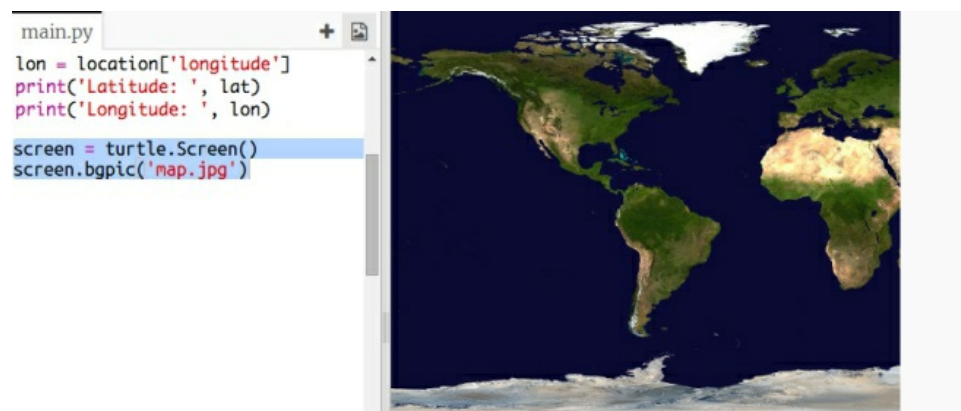 main.py
lon = location['longitude']
print('Latitude: ', lat)
print('Longitude: ', lon)
screen = turtle.Screen()
screen.bgpic('map.jpg')